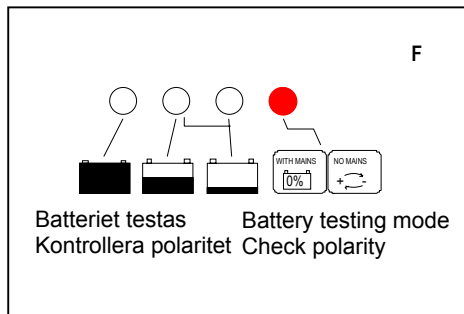 F
WITH MAINS NO MAINS
0% + -
Batteriet testas Battery testing mode
Kontrollera polaritet Check polarity